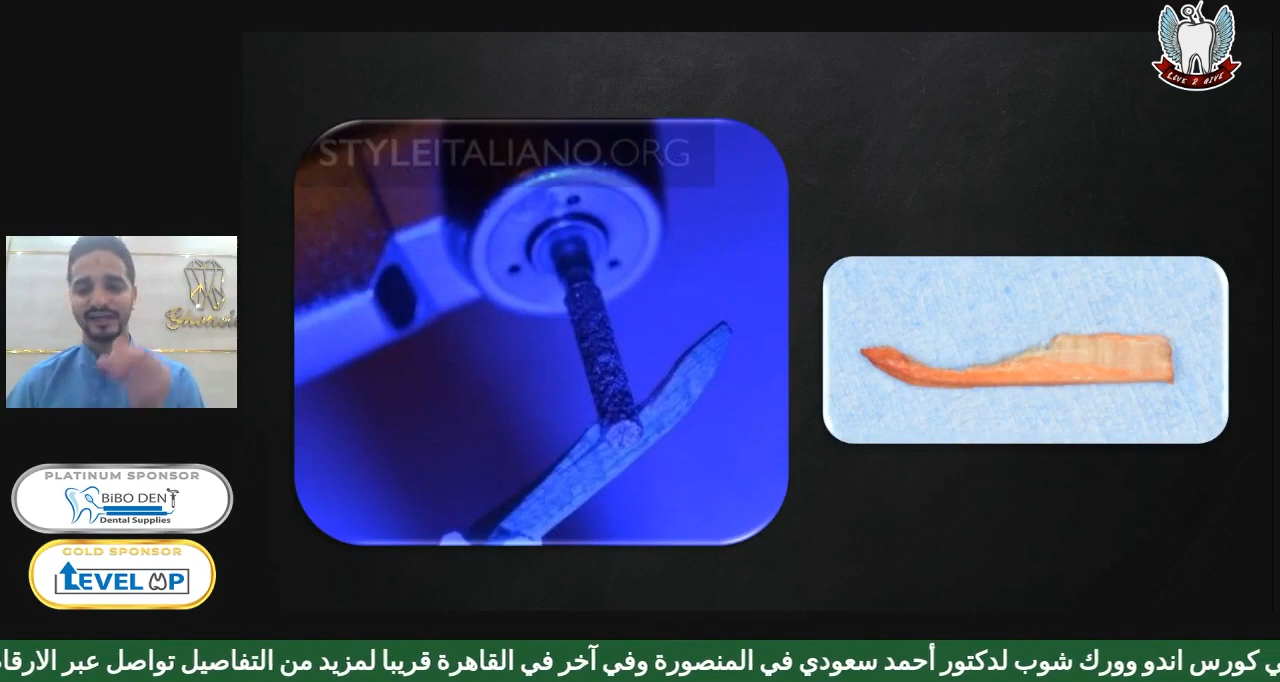 LIVE 2 GIVE
STYLEITALIANO.ORG
PLATINUM SPONSOR
BiBO DENT
Dental Supplies
GOLD SPONSOR
LEVEL UP
كورس اندو وورك شوب لدكتور أحمد سعودي في المنصورة وفي آخر في القاهرة قريبا لمزيد من التفاصيل تواصل عبر